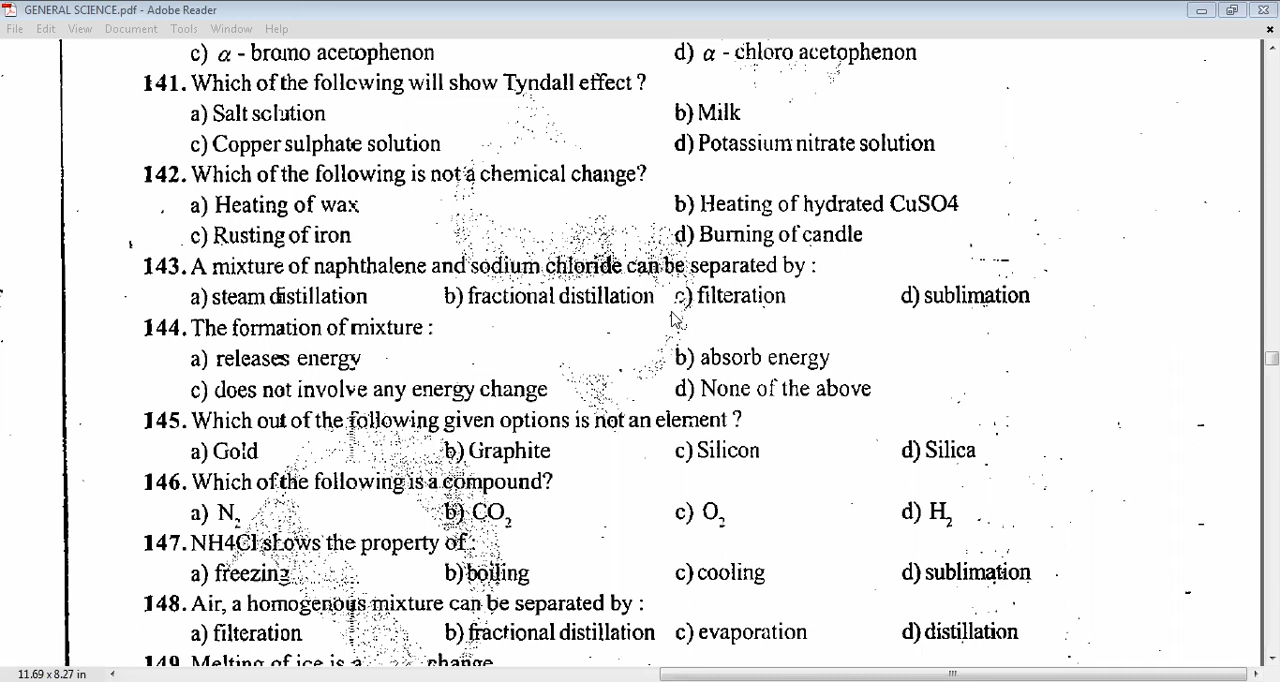 GENERAL SCIENCE.pdf - Adobe Reader
File Edit View Document Tools Window Help
c) α - bromo acetophenon d) α - chloro acetophenon
141. Which of the following will show Tyndall effect ?
a) Salt solution b) Milk
c) Copper sulphate solution d) Potassium nitrate solution
142. Which of the following is not a chemical change?
a) Heating of wax b) Heating of hydrated CuSO4
c) Rusting of iron d) Burning of candle
143. A mixture of naphthalene and sodium chloride can be separated by :
a) steam distillation b) fractional distillation c) filteration d) sublimation
144. The formation of mixture :
a) releases energy b) absorb energy
c) does not involve any energy change d) None of the above
145. Which out of the following given options is not an element ?
a) Gold b) Graphite c) Silicon d) Silica
146. Which of the following is a compound?
a) N₂ b) CO₂ c) O₂ d) H₂
147. NH4Cl shows the property of :
a) freezing b) boiling c) cooling d) sublimation
148. Air, a homogenous mixture can be separated by :
a) filteration b) fractional distillation c) evaporation d) distillation
149. Melting of ice is a change
11.69 x 8.27 in